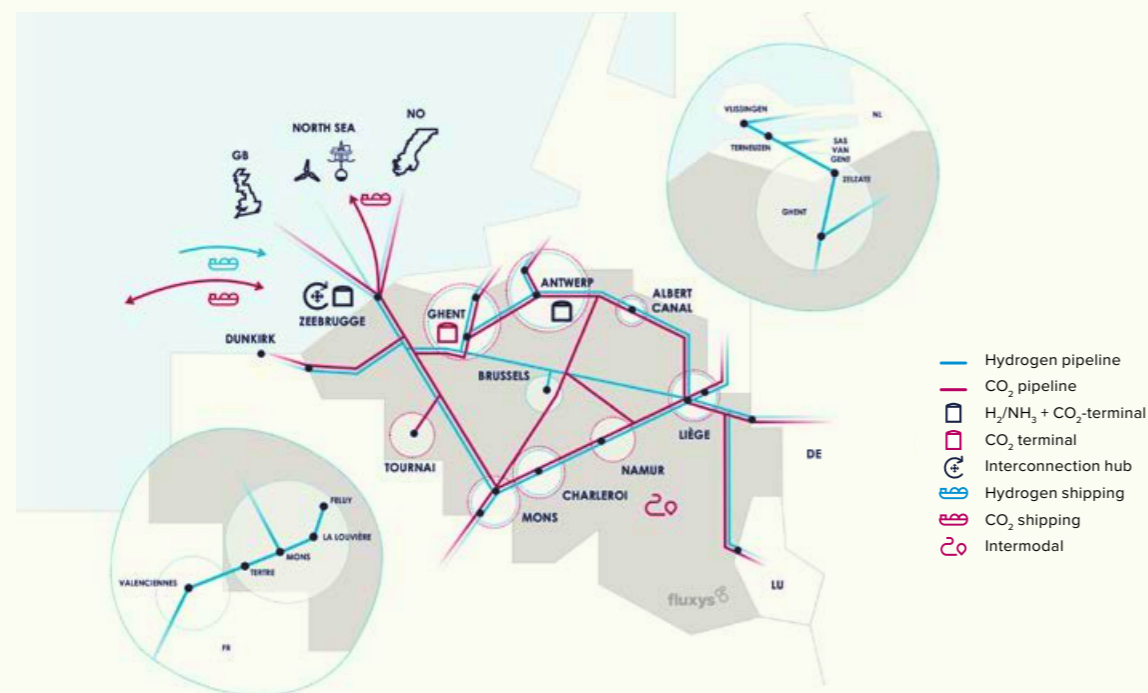 NO
NORTH SEA
GB
ZEEBRUGGE
DUNKIRK
GHENT
ANTWERP
ALBERT
CANAL
BRUSSELS
TOURNAI
LIÈGE
NAMUR
CHARLEROI
MONS
DE
LU
fluxys
VLISSINGEN
NL
TERNEUZEN
SAS
VAN
GENT
ZELZATE
GHENT
FELUY
LA LOUVIÈRE
MONS
TERTRE
VALENCIENNES
FR
Hydrogen pipeline
CO₂ pipeline
H₂/NH₃ + CO₂-terminal
CO₂ terminal
Interconnection hub
Hydrogen shipping
CO₂ shipping
Intermodal